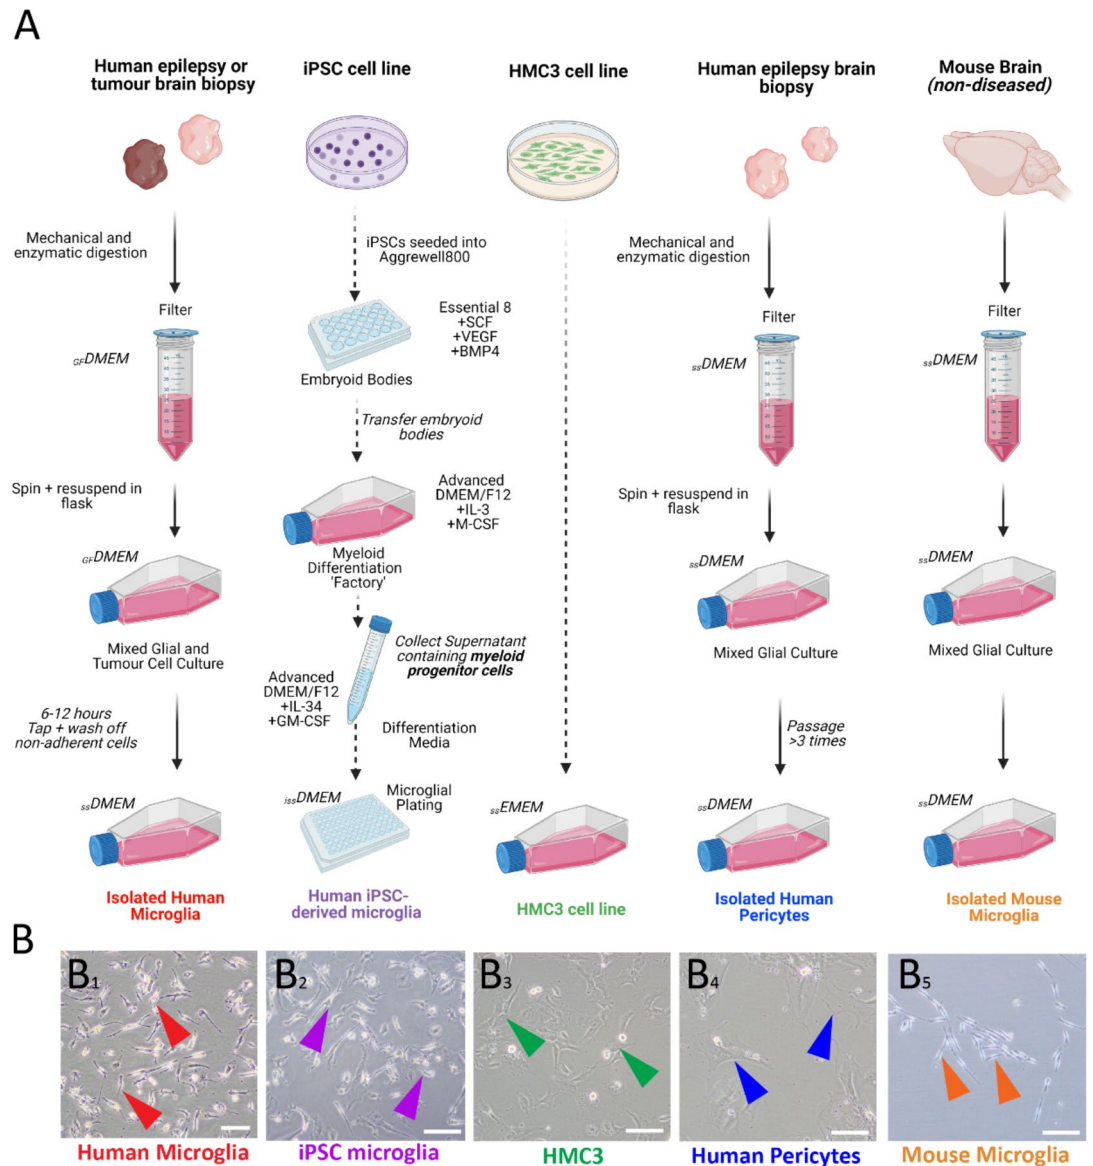 A
Human epilepsy or
tumour brain biopsy
iPSC cell line
HMC3 cell line
Human epilepsy brain
biopsy
Mouse Brain
(non-diseased)
Mechanical and
enzymatic digestion
iPSCs seeded into
Aggrewell800
Mechanical and
enzymatic digestion
Filter
GFDMEM
Essential 8
+SCF
+VEGF
+BMP4
Embryoid Bodies
Filter
ssDMEM
Filter
ssDMEM
Transfer embryoid
bodies
Spin + resuspend in
flask
Advanced
DMEM/F12
+IL-3
+M-CSF
Spin + resuspend in
flask
GFDMEM
Mixed Glial and
Tumour Cell Culture
Myeloid
Differentiation
'Factory'
ssDMEM
Mixed Glial Culture
ssDMEM
Mixed Glial Culture
Collect Supernatant
containing myeloid
progenitor cells
Advanced
DMEM/F12
+IL-34
+GM-CSF
Differentiation
Media
6-12 hours
Tap + wash off
non-adherent cells
Passage
>3 times
ssDMEM
issDMEM
Microglial
Plating
ssEMEM
ssDMEM
ssDMEM
Isolated Human
Microglia
Human iPSC-
derived microglia
HMC3 cell line
Isolated Human
Pericytes
Isolated Mouse
Microglia
B
B1
B2
B3
B4
B5
Human Microglia
iPSC microglia
HMC3
Human Pericytes
Mouse Microglia